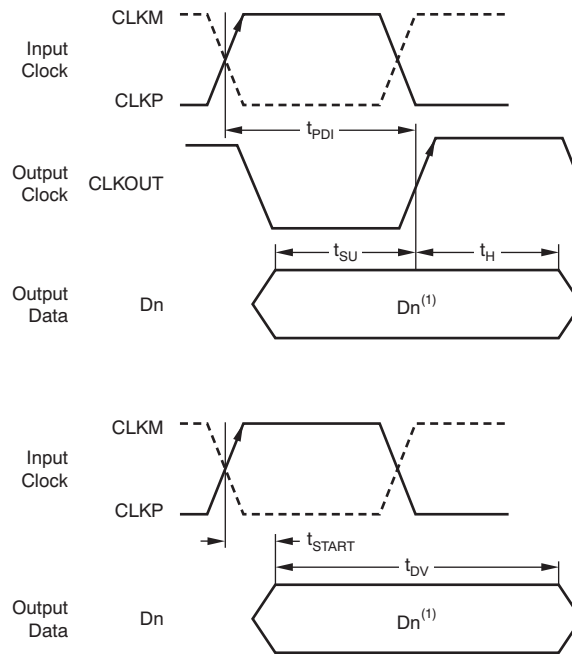 CLKM
Input
Clock
CLKP
tPDI
Output
Clock
CLKOUT
tSU
tH
Output
Data
Dn
Dn(1)
CLKM
Input
Clock
CLKP
tSTART
tDV
Output
Data
Dn
Dn(1)